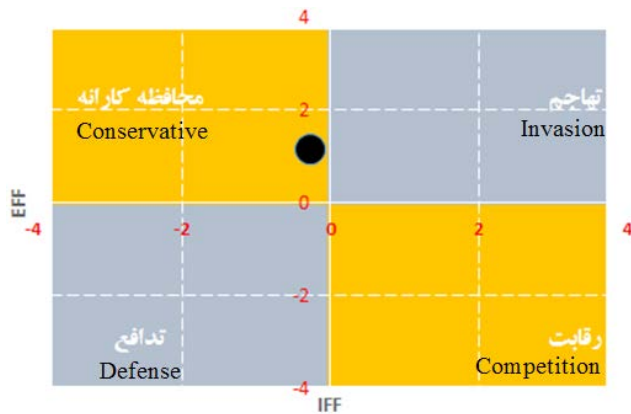 4
محافظه کارانه
تهاجم
2
Conservative
Invasion
EFF
0
-4
-2
0
2
4
-2
تدافع
رقابت
Defense
Competition
-4
IFF